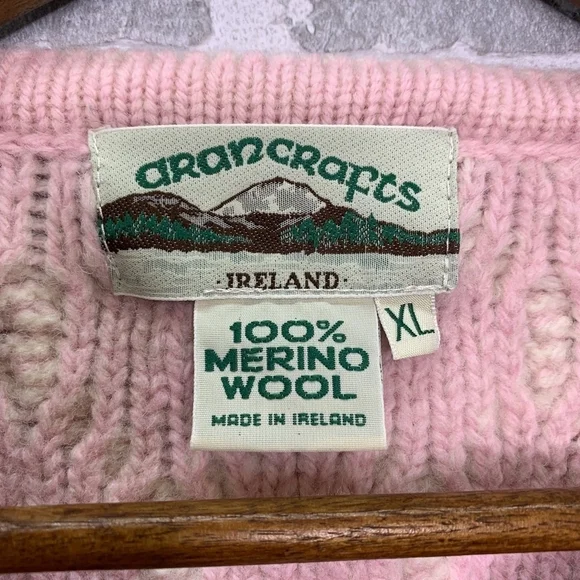 arancrafts
· IRELAND ·
XL
100%
MERINO
WOOL
MADE IN IRELAND